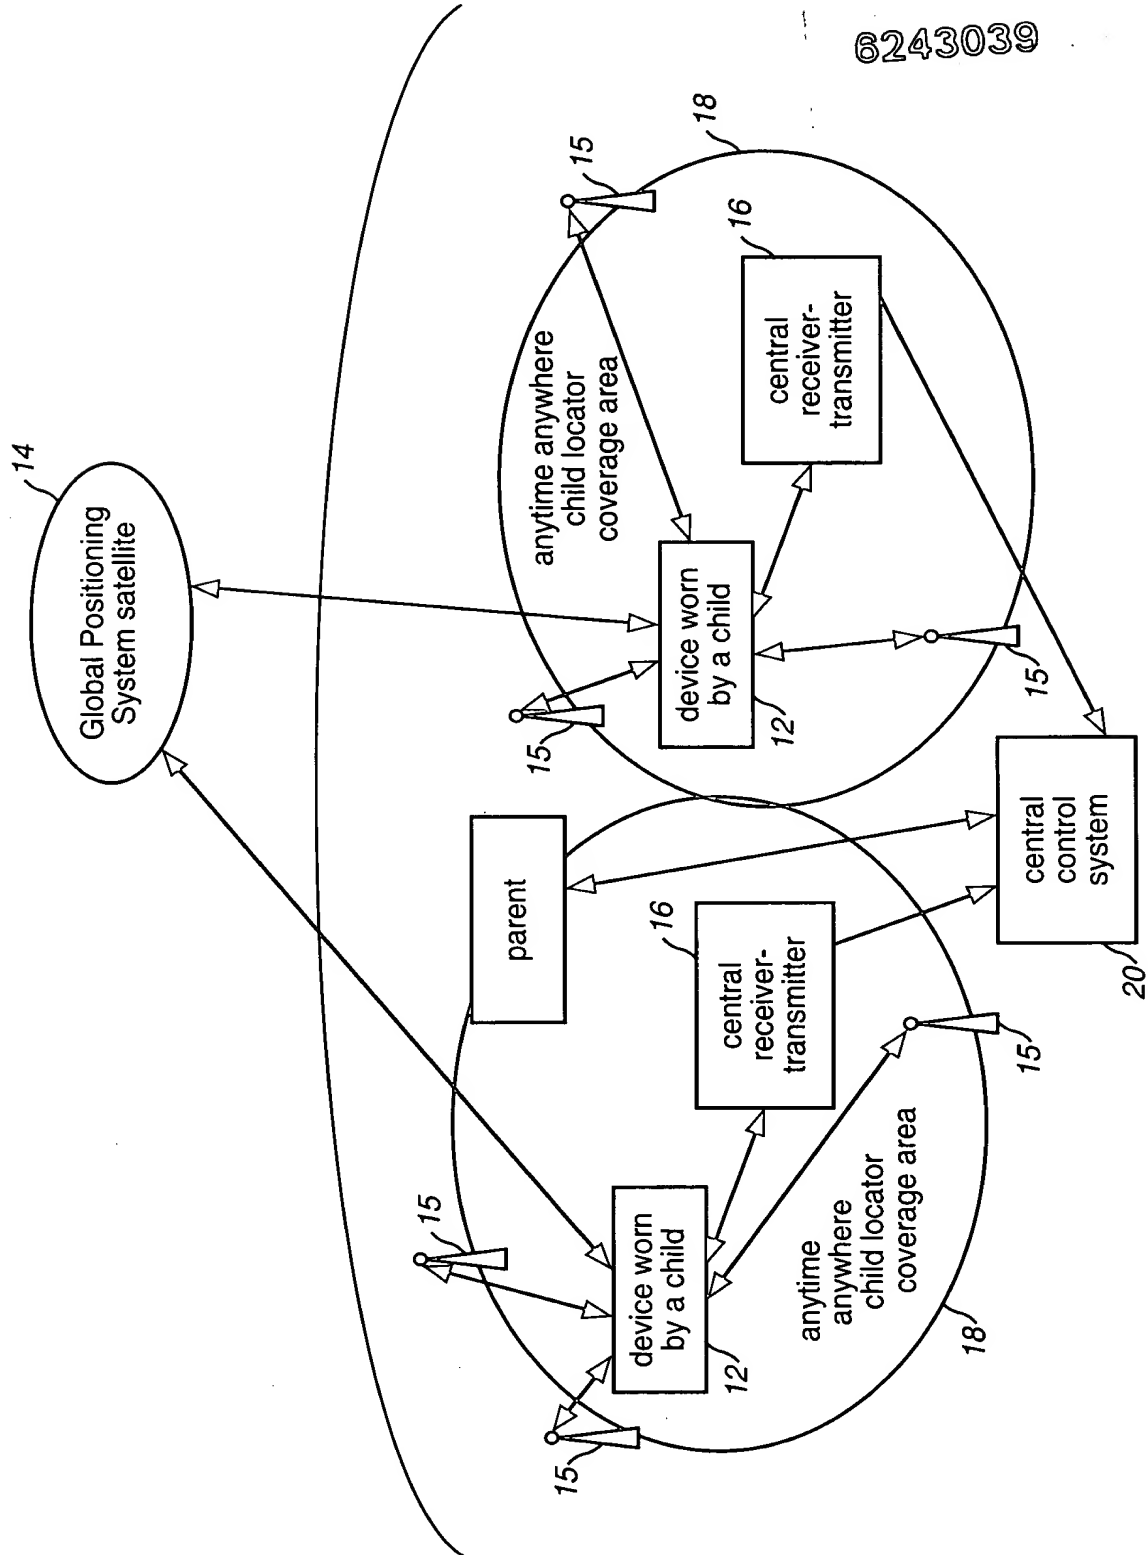 6243039
14
Global Positioning
System satellite
15
18
anytime anywhere
child locator
coverage area
16
central
receiver-
transmitter
device worn
by a child
12
15
15
parent
16
central
receiver-
transmitter
central
control
system
20
15
15
device worn
by a child
12
15
anytime
anywhere
child locator
coverage area
18